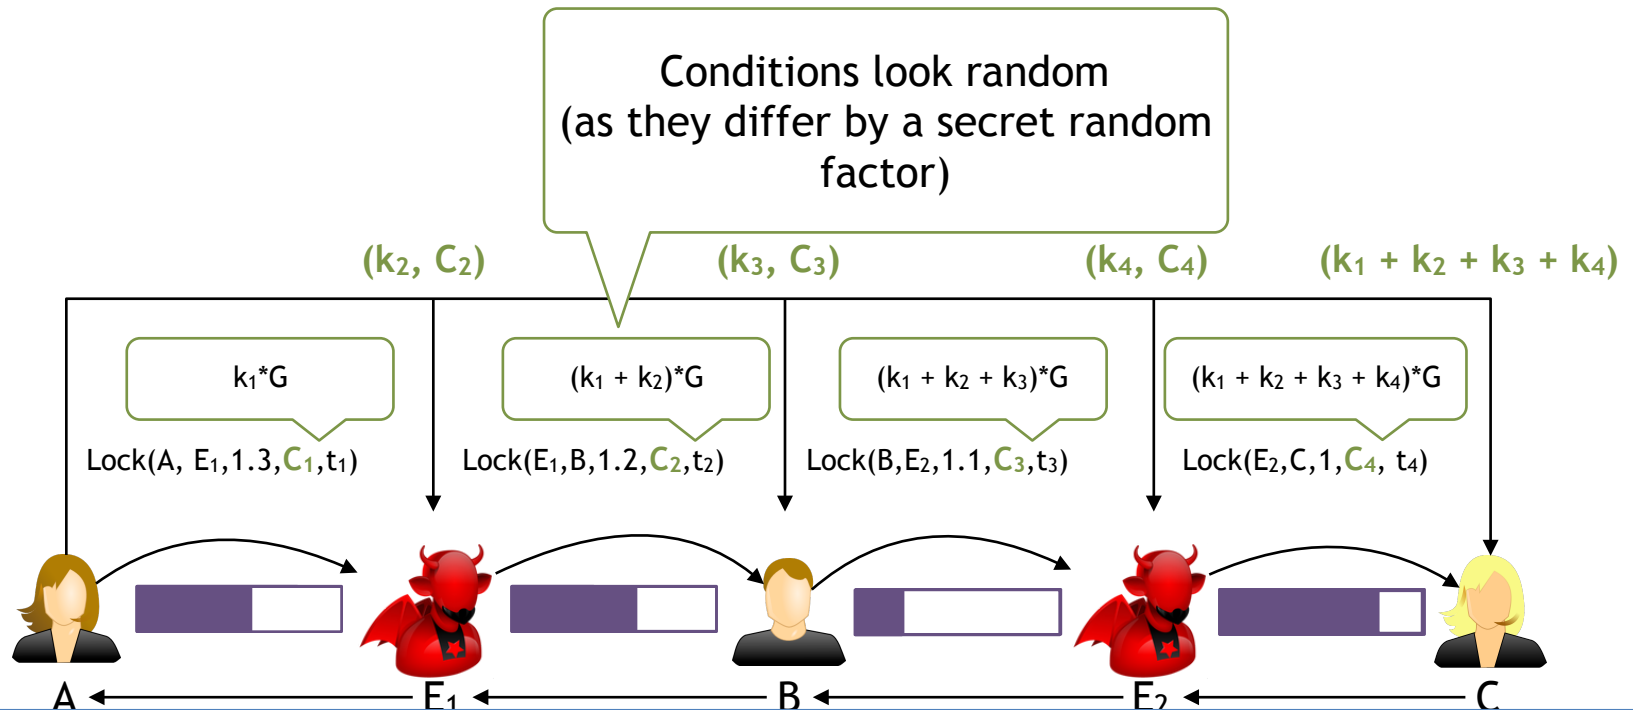 Conditions look random
(as they differ by a secret random
factor)
(k₂, C₂)
(k₃, C₃)
(k₄, C₄)
(k₁ + k₂ + k₃ + k₄)
k₁*G
(k₁ + k₂)*G
(k₁ + k₂ + k₃)*G
(k₁ + k₂ + k₃ + k₄)*G
Lock(A, E₁,1.3,C₁,t₁)
Lock(E₁,B,1.2,C₂,t₂)
Lock(B,E₂,1.1,C₃,t₃)
Lock(E₂,C,1,C₄, t₄)
A
E₁
B
E₂
C